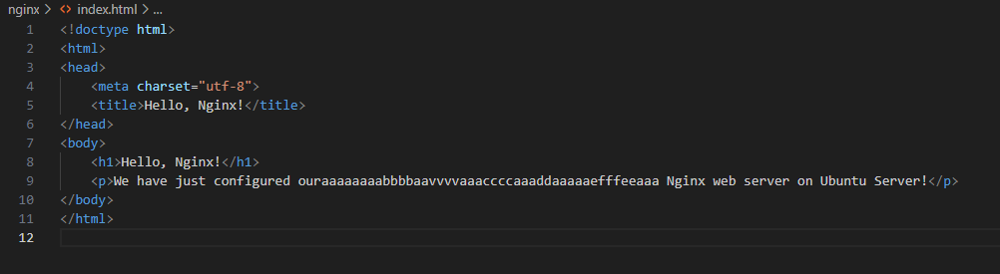 nginx > <> index.html > ...
1 <!doctype html>
2 <html>
3 <head>
4     <meta charset="utf-8">
5     <title>Hello, Nginx!</title>
6 </head>
7 <body>
8     <h1>Hello, Nginx!</h1>
9     <p>We have just configured ouraaaaaaaabbbbaavvvvaaaccccaaaddaaaaaefffeeaaa Nginx web server on Ubuntu Server!</p>
10 </body>
11 </html>
12